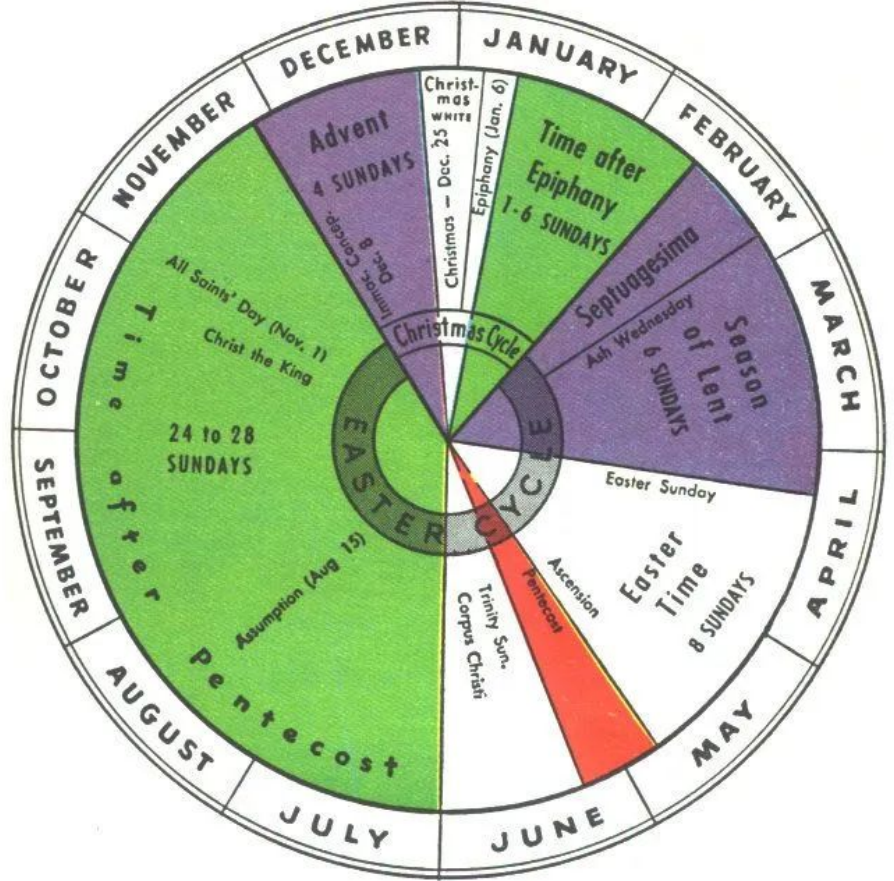 DECEMBER
JANUARY
FEBRUARY
MARCH
APRIL
MAY
JUNE
JULY
AUGUST
SEPTEMBER
OCTOBER
NOVEMBER
Advent
4 SUNDAYS
Immac. Concep.
Dec. 8
Christ-
mas
WHITE
Christmas – Dec. 25
Epiphany (Jan. 6)
Time after
Epiphany
1-6 SUNDAYS
Christmas Cycle
Septuagesima
Ash Wednesday
Season
of Lent
6 SUNDAYS
Easter Sunday
Easter
Time
8 SUNDAYS
Ascension
Pentecost
Trinity Sun.
Corpus Christi
EASTER CYCLE
Time after Pentecost
24 to 28
SUNDAYS
Assumption (Aug 15)
All Saints' Day (Nov. 1)
Christ the King